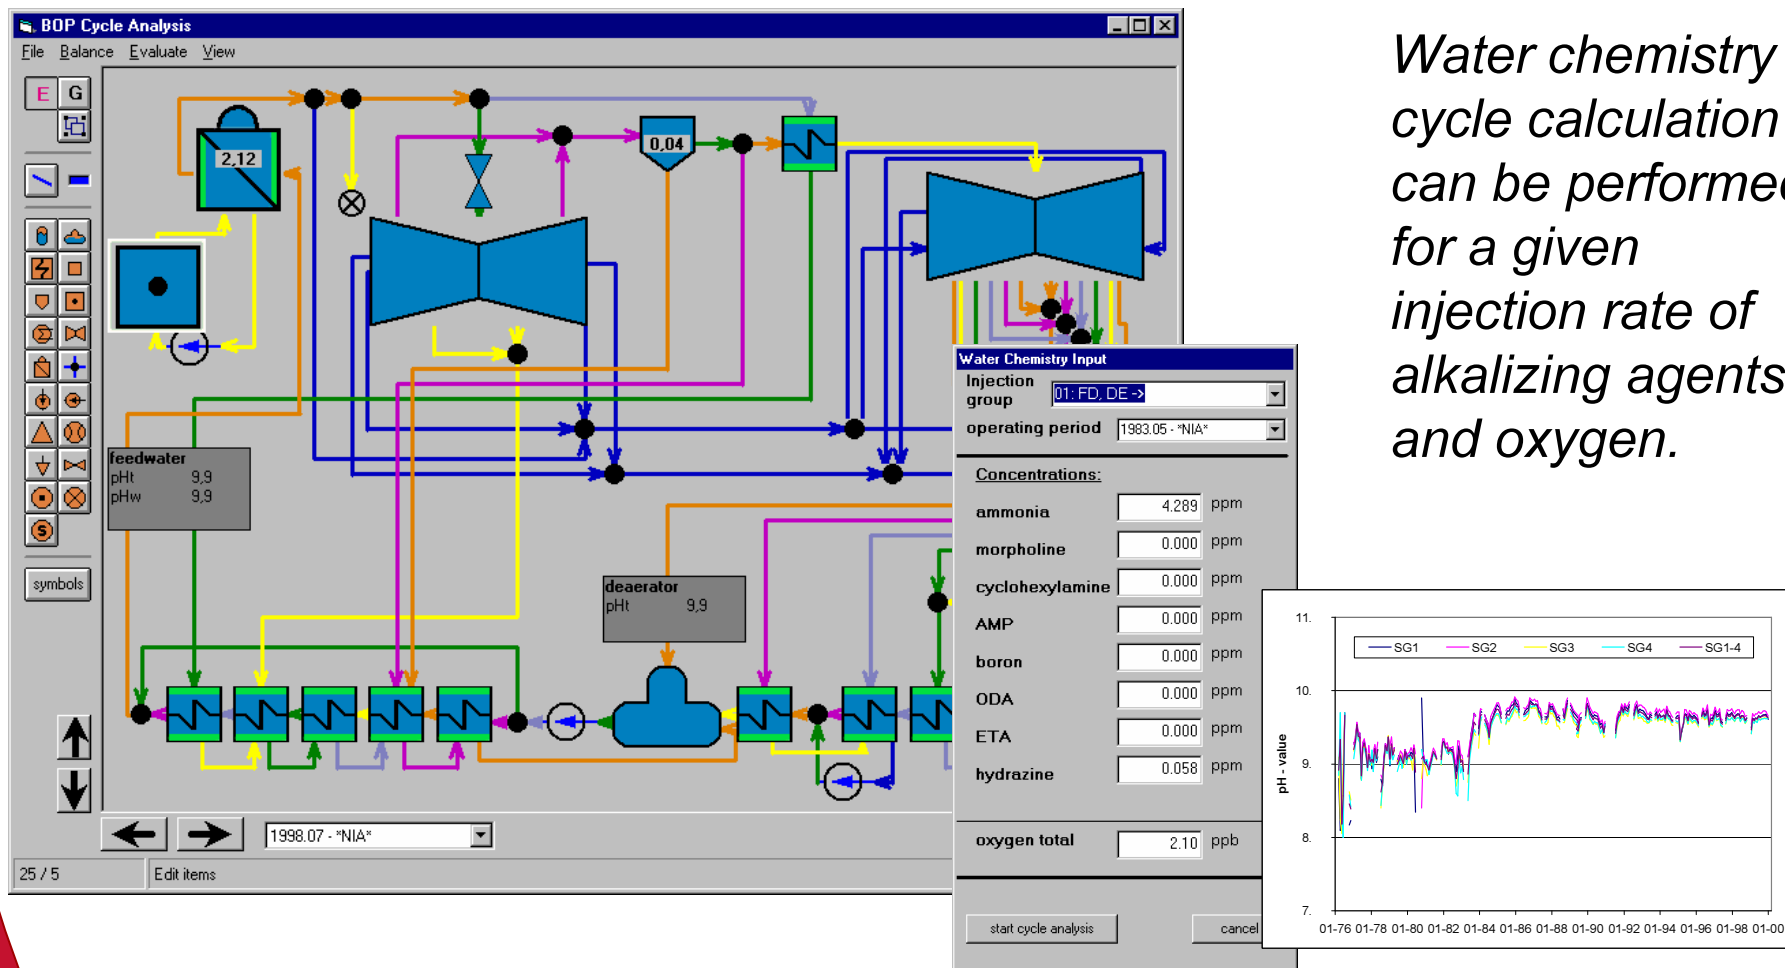 BOP Cycle Analysis
File Balance Evaluate View
E G
2,12
0,04
feedwater
pHt 9,9
pHw 9,9
deaerator
pHt 9,9
S
symbols
1998.07 - *NIA*
25 / 5 Edit items
Water Chemistry Input
Injection group 01: FD, DE ->
operating period 1983.05 - *NIA*
Concentrations:
ammonia 4.289 ppm
morpholine 0.000 ppm
cyclohexylamine 0.000 ppm
AMP 0.000 ppm
boron 0.000 ppm
ODA 0.000 ppm
ETA 0.000 ppm
hydrazine 0.058 ppm
oxygen total 2.10 ppb
start cycle analysis cancel
Water chemistry
cycle calculation
can be performed
for a given
injection rate of
alkalizing agents
and oxygen.
SG1 SG2 SG3 SG4 SG1-4
pH - value
11.
10.
9.
8.
7.
01-76 01-78 01-80 01-82 01-84 01-86 01-88 01-90 01-92 01-94 01-96 01-98 01-00